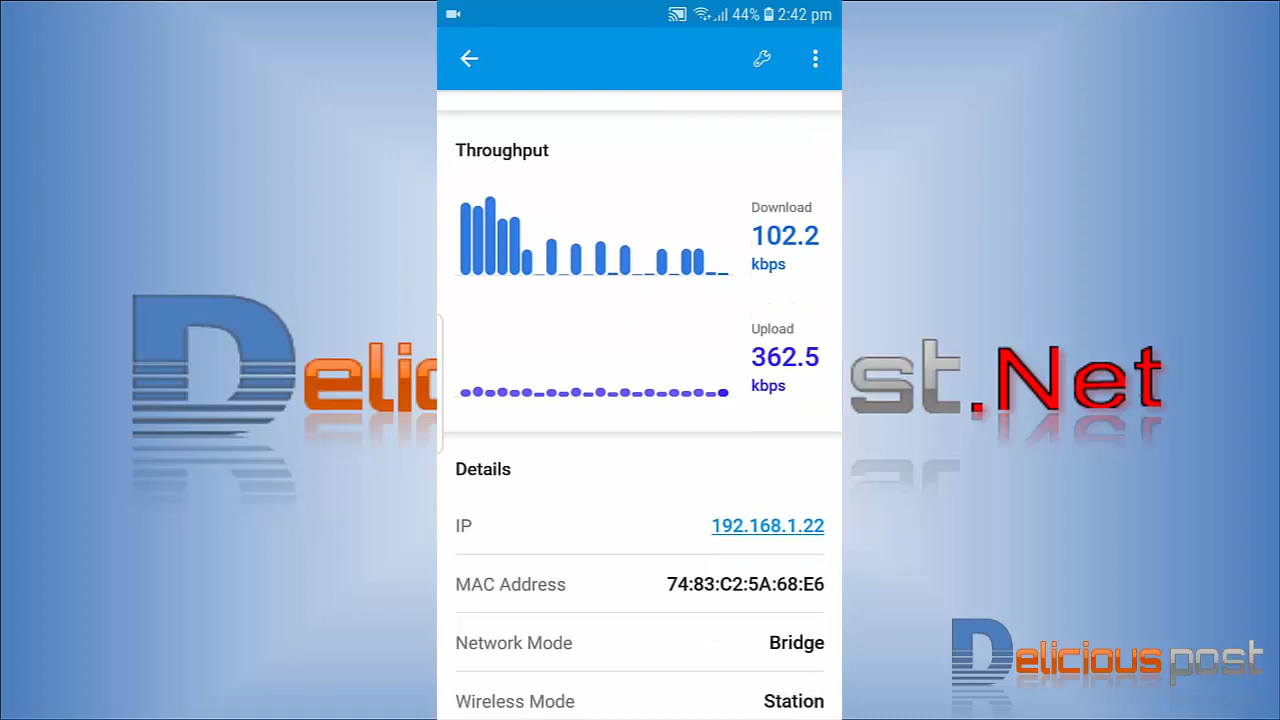 44% 2:42 pm
Throughput
Download
102.2
kbps
Upload
362.5
kbps
Details
IP 192.168.1.22
MAC Address 74:83:C2:5A:68:E6
Network Mode Bridge
Wireless Mode Station
Delic st.Net
Delicious post